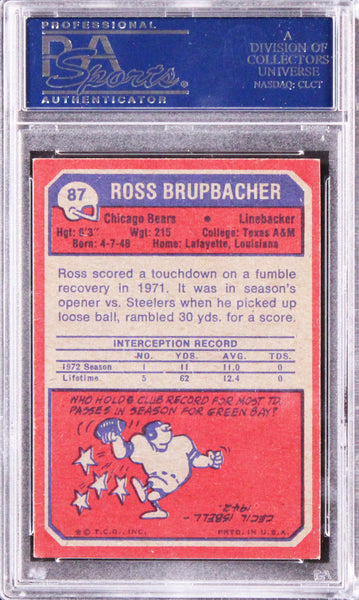 PROFESSIONAL
PSA
Sports
AUTHENTICATOR
A
DIVISION OF
COLLECTORS
UNIVERSE
NASDAQ: CLCT
87
ROSS BRUPBACHER
Chicago Bears • Linebacker
Hgt: 6'3" Wgt: 215 College: Texas A&M
Born: 4-7-48 Home: Lafayette, Louisiana
Ross scored a touchdown on a fumble
recovery in 1971. It was in season's
opener vs. Steelers when he picked up
loose ball, rambled 30 yds. for a score.
INTERCEPTION RECORD
NO. YDS. AVG. TDS.
1972 Season 1 11 11.0 0
Lifetime 5 62 12.4 0
WHO HOLDS CLUB RECORD FOR MOST TD
PASSES IN SEASON FOR GREEN BAY?
CECIL ISBELL -
1942
©T.C.G., INC. PRTD. IN U.S.A.